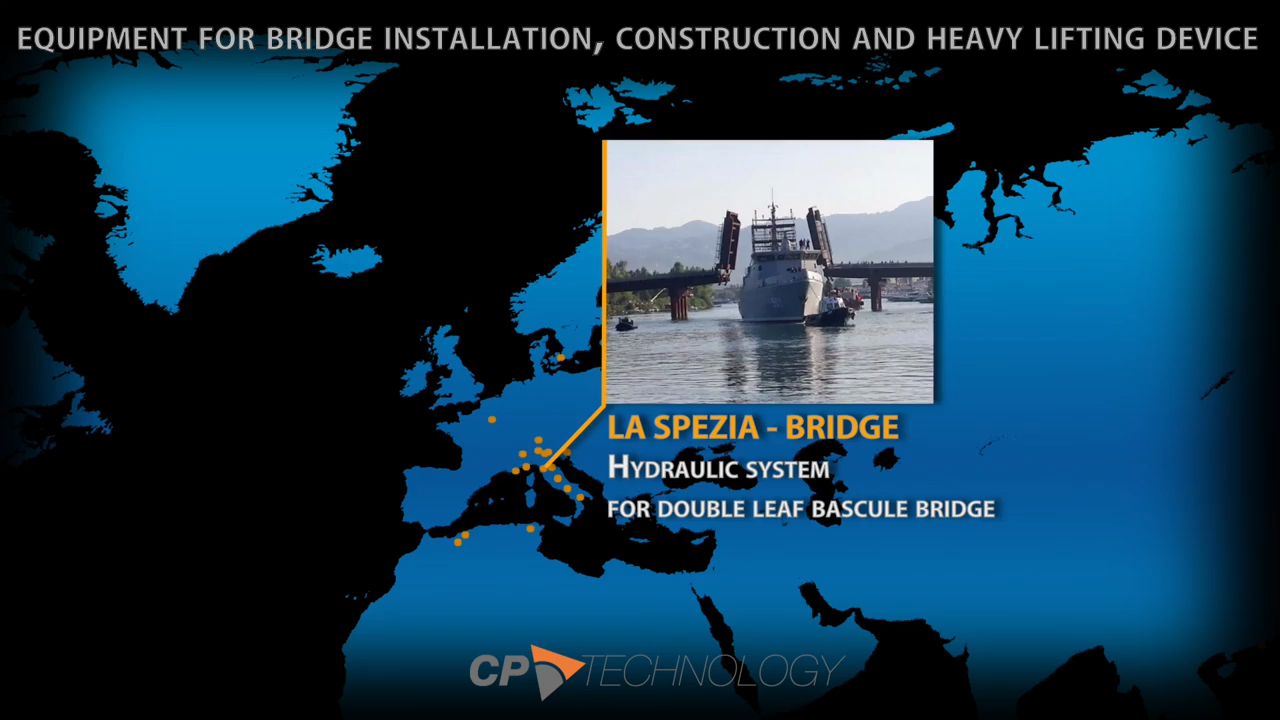 EQUIPMENT FOR BRIDGE INSTALLATION, CONSTRUCTION AND HEAVY LIFTING DEVICE
LA SPEZIA - BRIDGE
HYDRAULIC SYSTEM
FOR DOUBLE LEAF BASCULE BRIDGE
CP TECHNOLOGY